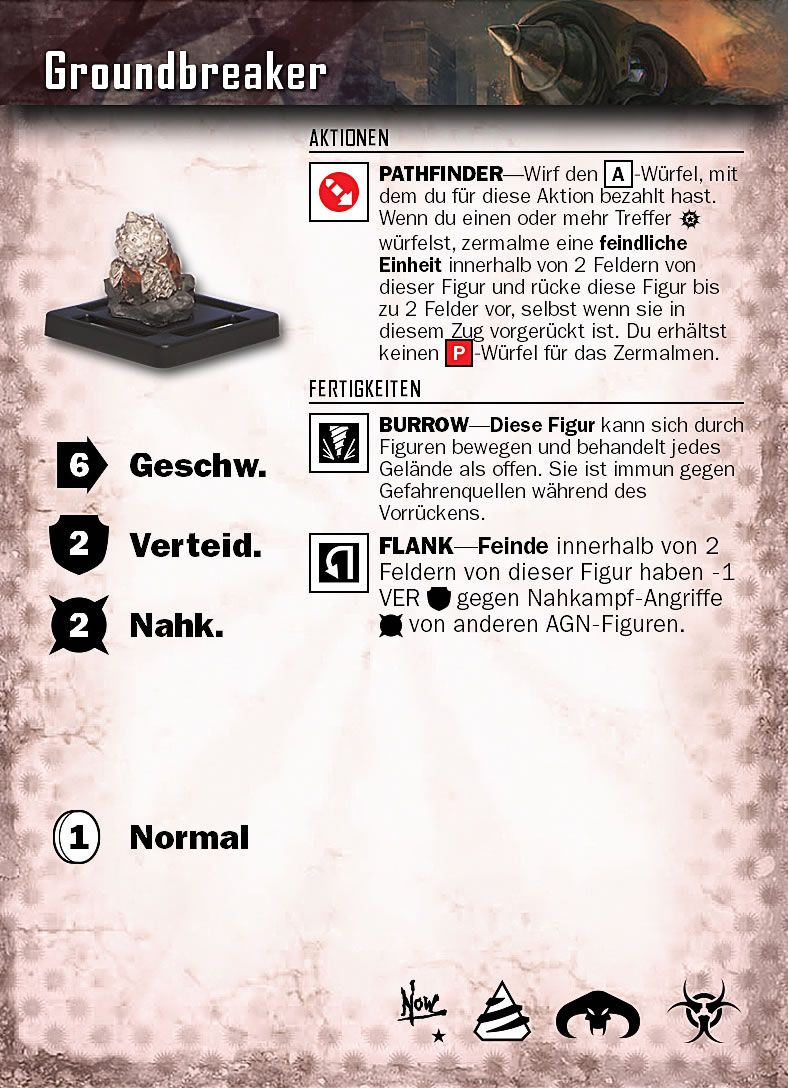 Groundbreaker
AKTIONEN
PATHFINDER—Wirf den A-Würfel, mit
dem du für diese Aktion bezahlt hast.
Wenn du einen oder mehr Treffer
würfelst, zermalme eine feindliche
Einheit innerhalb von 2 Feldern von
dieser Figur und rücke diese Figur bis
zu 2 Felder vor, selbst wenn sie in
diesem Zug vorgerückt ist. Du erhältst
keinen P-Würfel für das Zermalmen.
FERTIGKEITEN
BURROW—Diese Figur kann sich durch
Figuren bewegen und behandelt jedes
Gelände als offen. Sie ist immun gegen
Gefahrenquellen während des
Vorrückens.
FLANK—Feinde innerhalb von 2
Feldern von dieser Figur haben -1
VER gegen Nahkampf-Angriffe
von anderen AGN-Figuren.
6 Geschw.
2 Verteid.
2 Nahk.
1 Normal
Now